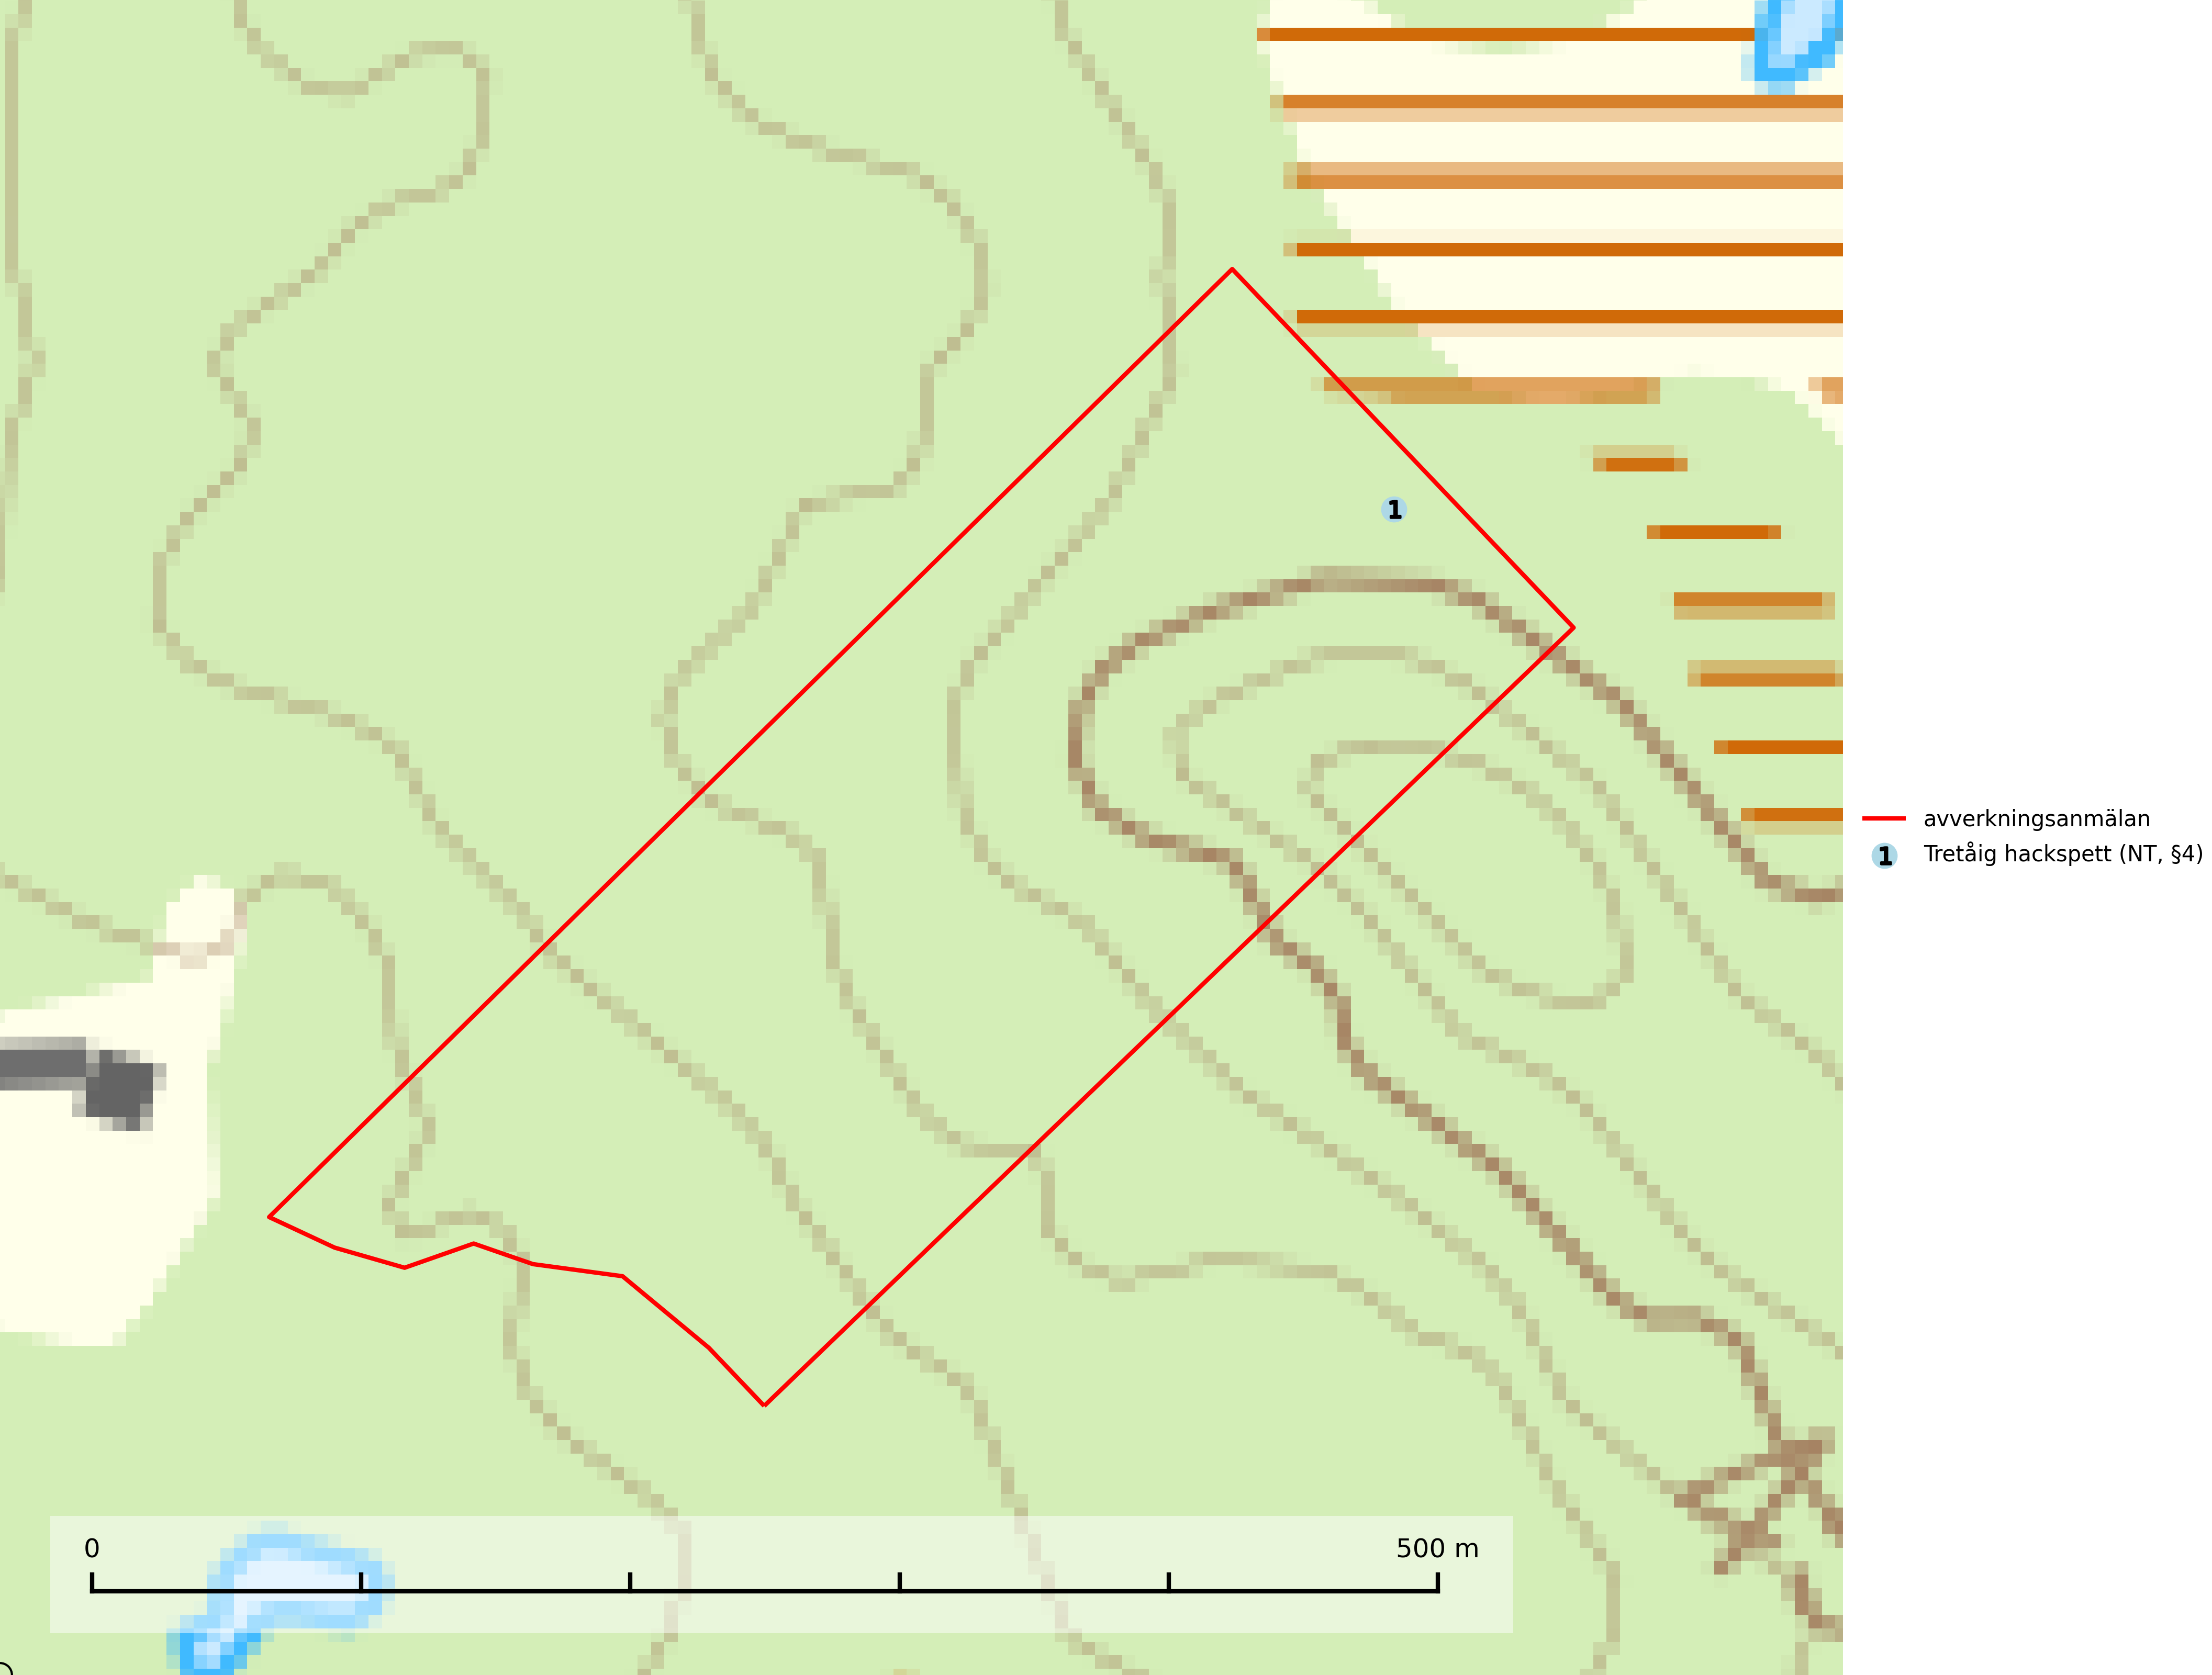 1
avverkningsanmälan
1 Tretåig hackspett (NT, §4)
0 500 m